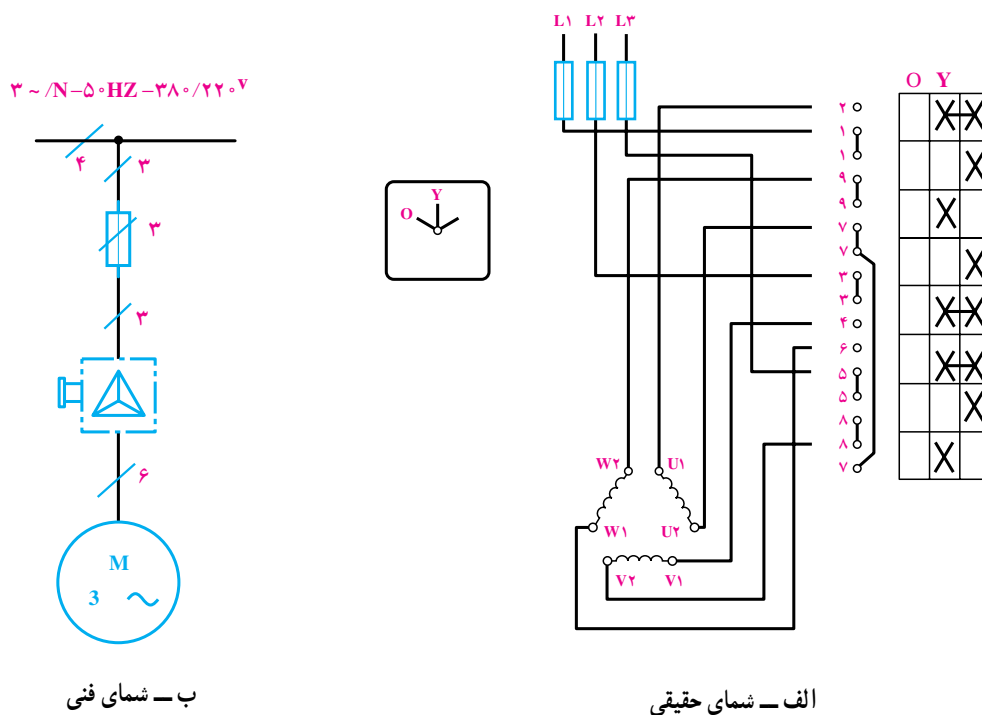 L۱ L۲ L۳
۳ ~ /N–۵۰HZ –۳۸۰/۲۲۰v
O Y
۴
۳
۳
۳
۶
M
3
Y
O
۲
۱
۱
۹
۹
۷
۷
۳
۳
۴
۶
۵
۵
۸
۸
۷
W۲ U۱
W۱ U۲
V۲ V۱
ب ــ شمای فنی
الف ــ شمای حقیقی